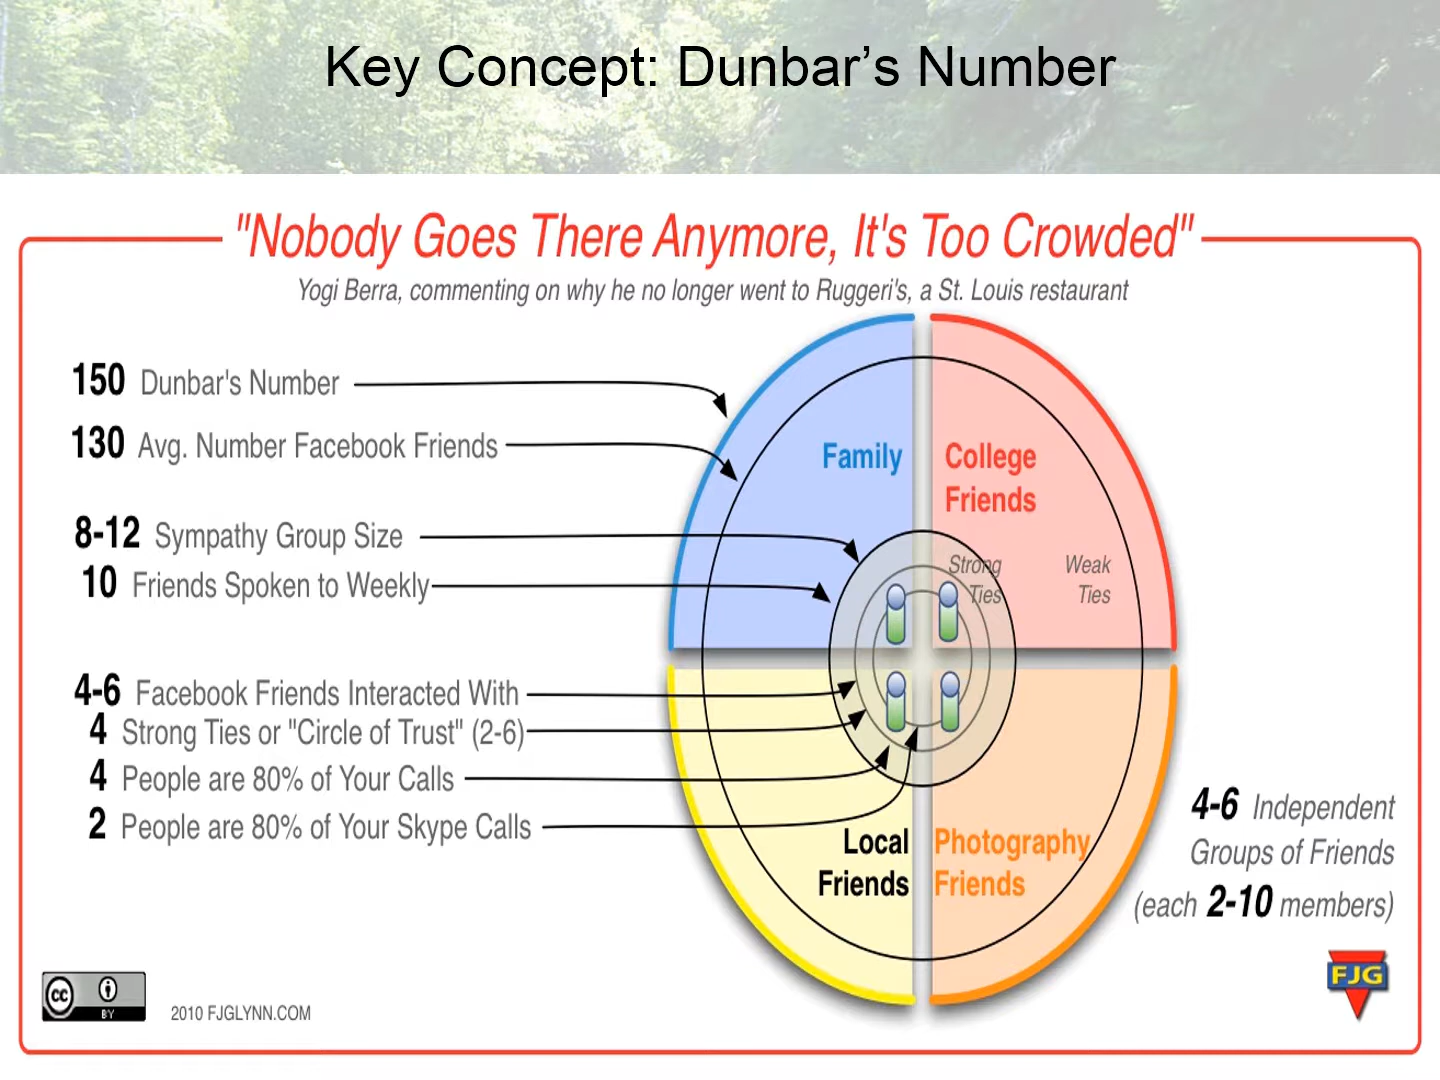 Key Concept: Dunbar’s Number
"Nobody Goes There Anymore, It's Too Crowded"
Yogi Berra, commenting on why he no longer went to Ruggeri's, a St. Louis restaurant
150 Dunbar's Number
130 Avg. Number Facebook Friends
8-12 Sympathy Group Size
10 Friends Spoken to Weekly
4-6 Facebook Friends Interacted With
4 Strong Ties or "Circle of Trust" (2-6)
4 People are 80% of Your Calls
2 People are 80% of Your Skype Calls
Family
College
Friends
Strong
Ties
Weak
Ties
Local
Friends
Photography
Friends
4-6 Independent
Groups of Friends
(each 2-10 members)
cc
BY
2010 FJGLYNN.COM
FJG